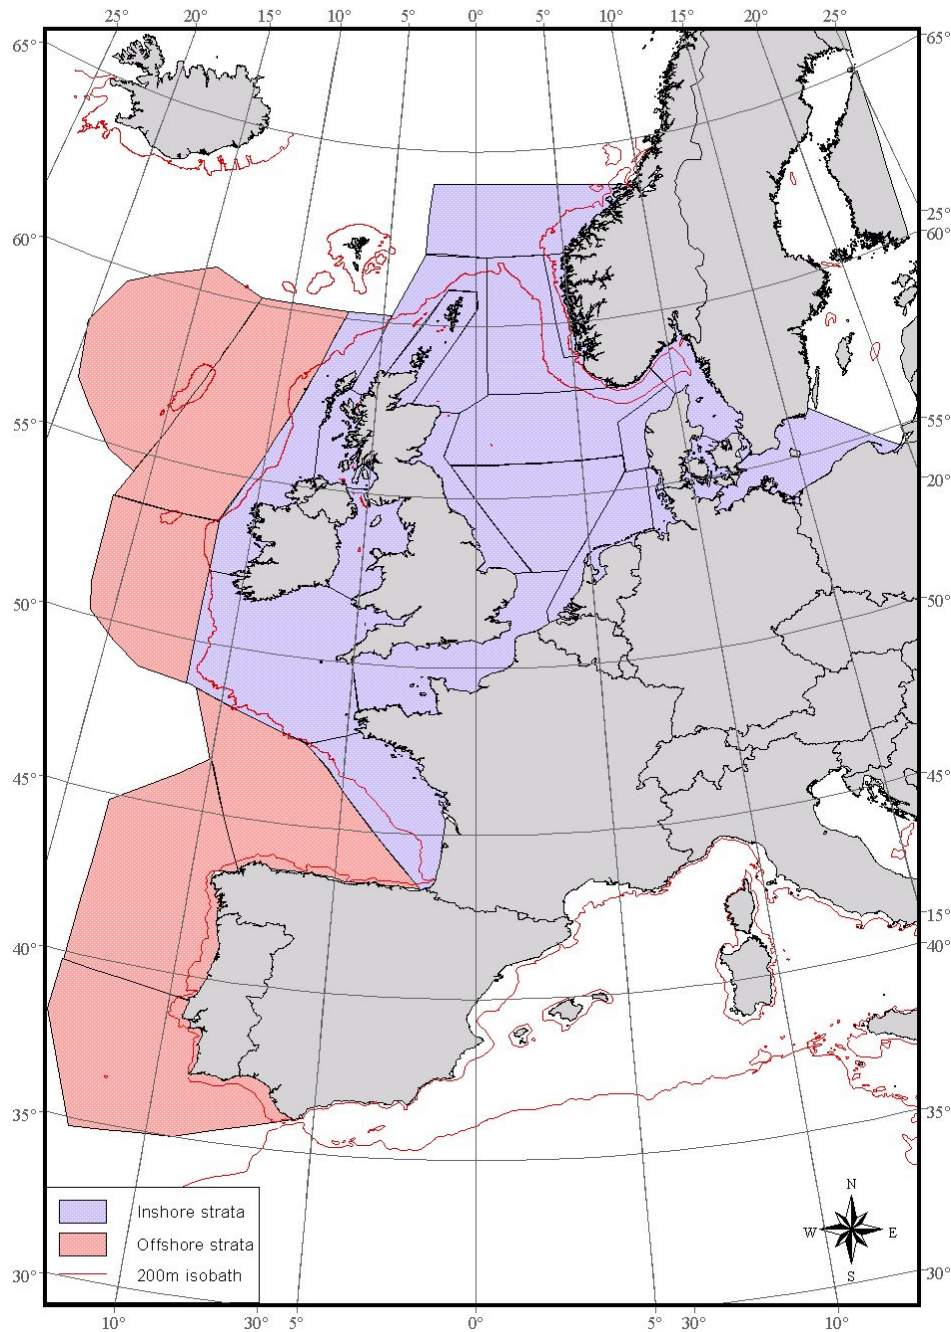 25° 20° 15° 10° 5° 0° 5° 10° 15° 20° 25°
65° 65°
60° 25°
60°
55° 55°
20°
50° 50°
45° 45°
15°
40° 40°
35° 35°
Inshore strata
Offshore strata
200m isobath
N
W E
S
30° 30°
10° 30° 5° 0° 5° 30° 10°